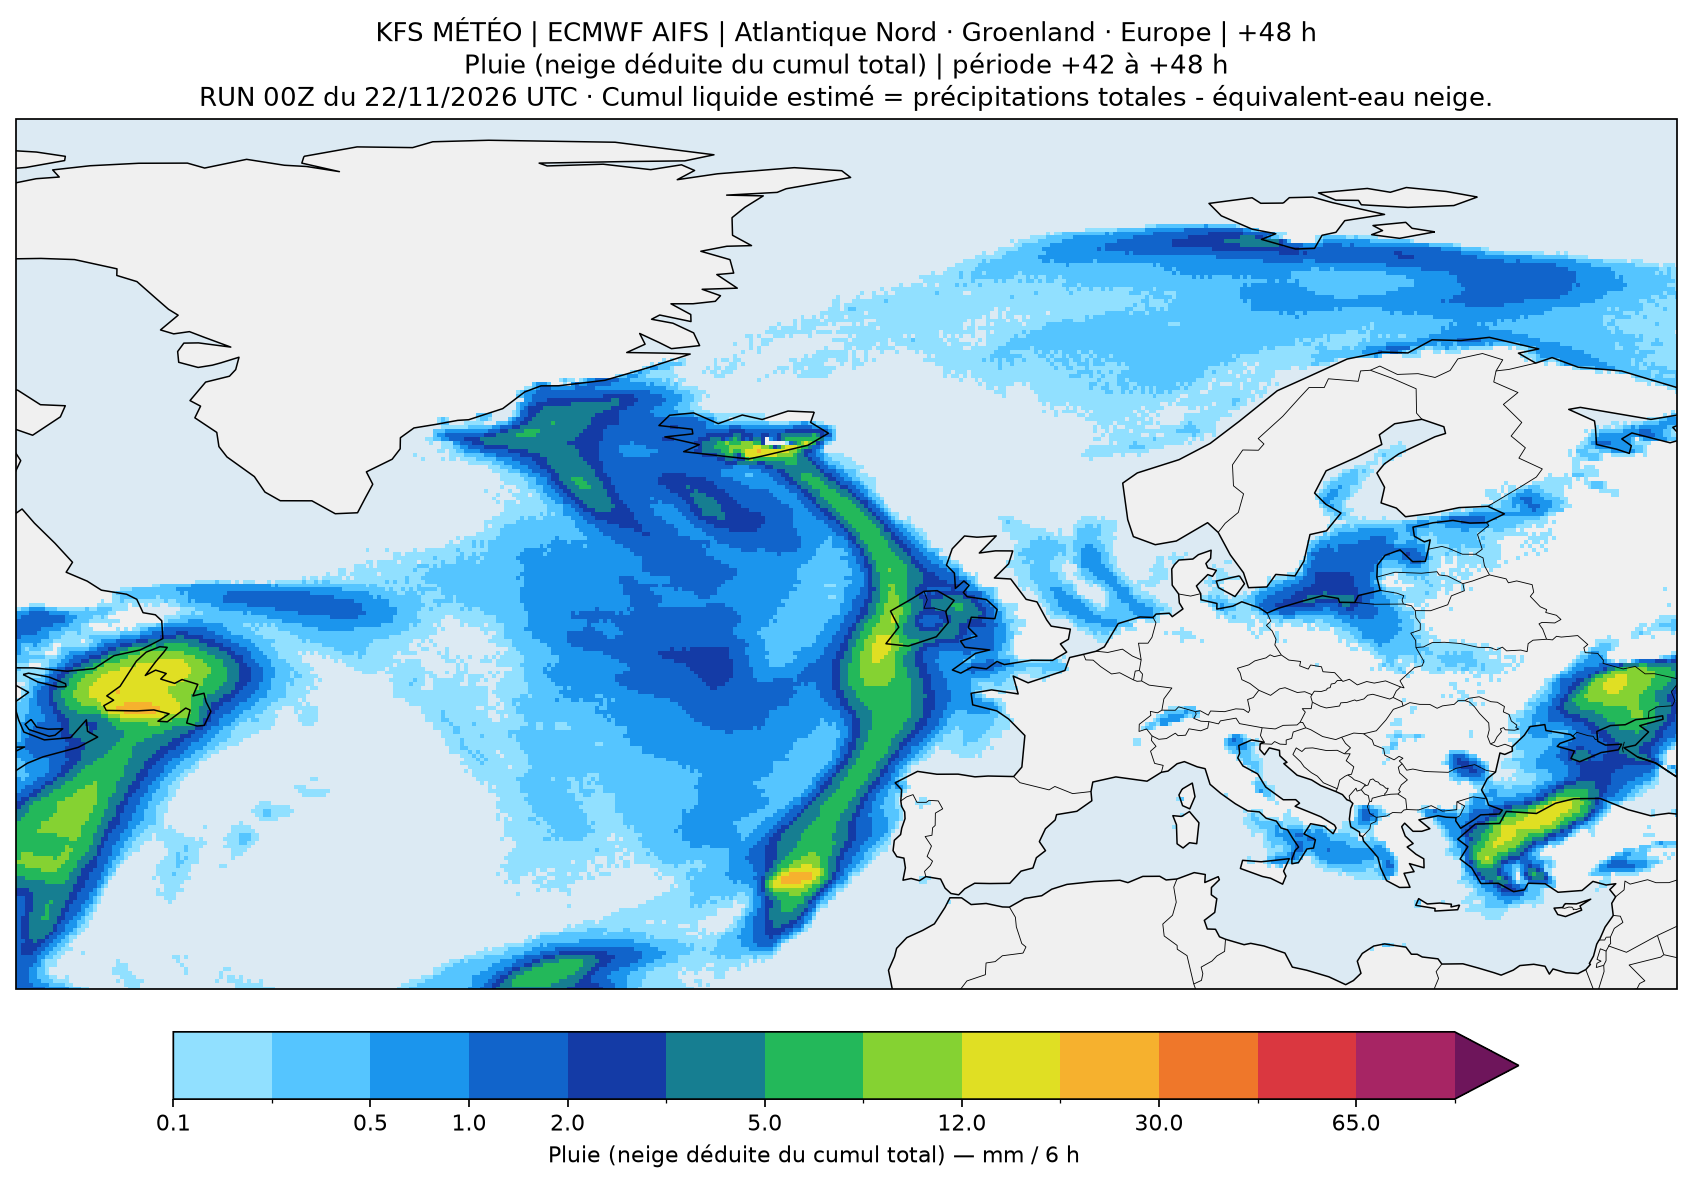 KFS MÉTÉO | ECMWF AIFS | Atlantique Nord · Groenland · Europe | +48 h
Pluie (neige déduite du cumul total) | période +42 à +48 h
RUN 00Z du 22/11/2026 UTC · Cumul liquide estimé = précipitations totales - équivalent-eau neige.
0.1 0.5 1.0 2.0 5.0 12.0 30.0 65.0
Pluie (neige déduite du cumul total) — mm / 6 h